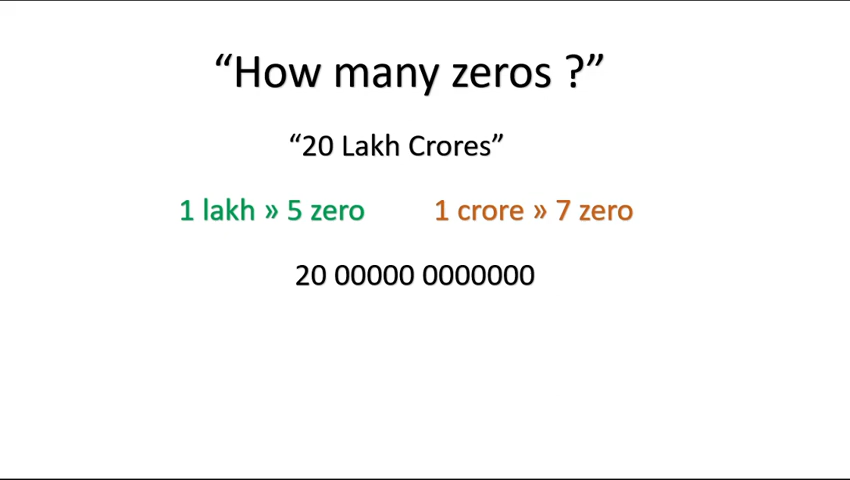 “How many zeros ?”
“20 Lakh Crores”
1 lakh » 5 zero 1 crore » 7 zero
20 00000 0000000